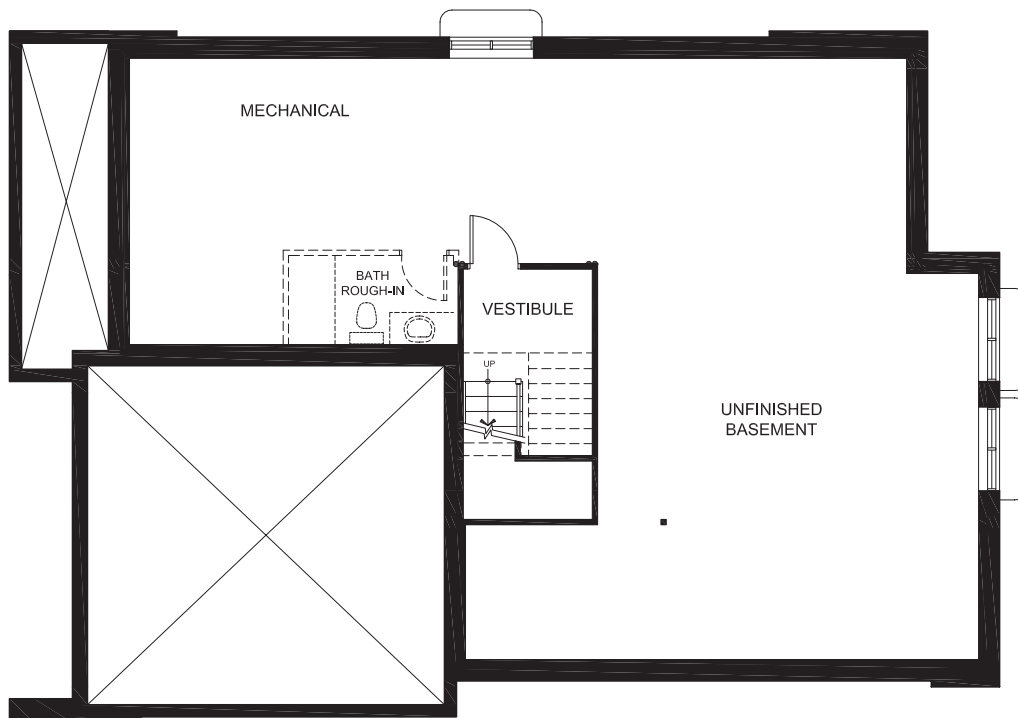 MECHANICAL
BATH
ROUGH-IN
VESTIBULE
UP
UNFINISHED
BASEMENT